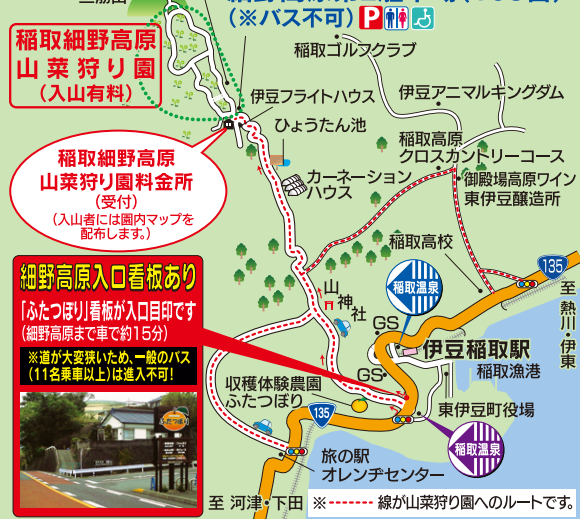 (※バス不可) P
稲取細野高原
山菜狩り園
(入山有料)
稲取ゴルフクラブ
伊豆フライトハウス
伊豆アニマルキングダム
ひょうたん池
稲取高原
クロスカントリーコース
稲取細野高原
山菜狩り園料金所
(受付)
(入山者には園内マップを
配布します。)
カーネーション
ハウス
御殿場高原ワイン
東伊豆醸造所
稲取高校
135
至 熱川・伊東
細野高原入口看板あり
「ふたつぼり」看板が入口目印です
(細野高原まで車で約15分)
※道が大変狭いため、一般のバス
(11名乗車以上)は進入不可!
ふたつぼり
山神社
稲取温泉
GS
伊豆稲取駅
GS
稲取漁港
収穫体験農園
ふたつぼり
135
東伊豆町役場
稲取温泉
旅の駅
オレンヂセンター
至 河津・下田
※ 線が山菜狩り園へのルートです。